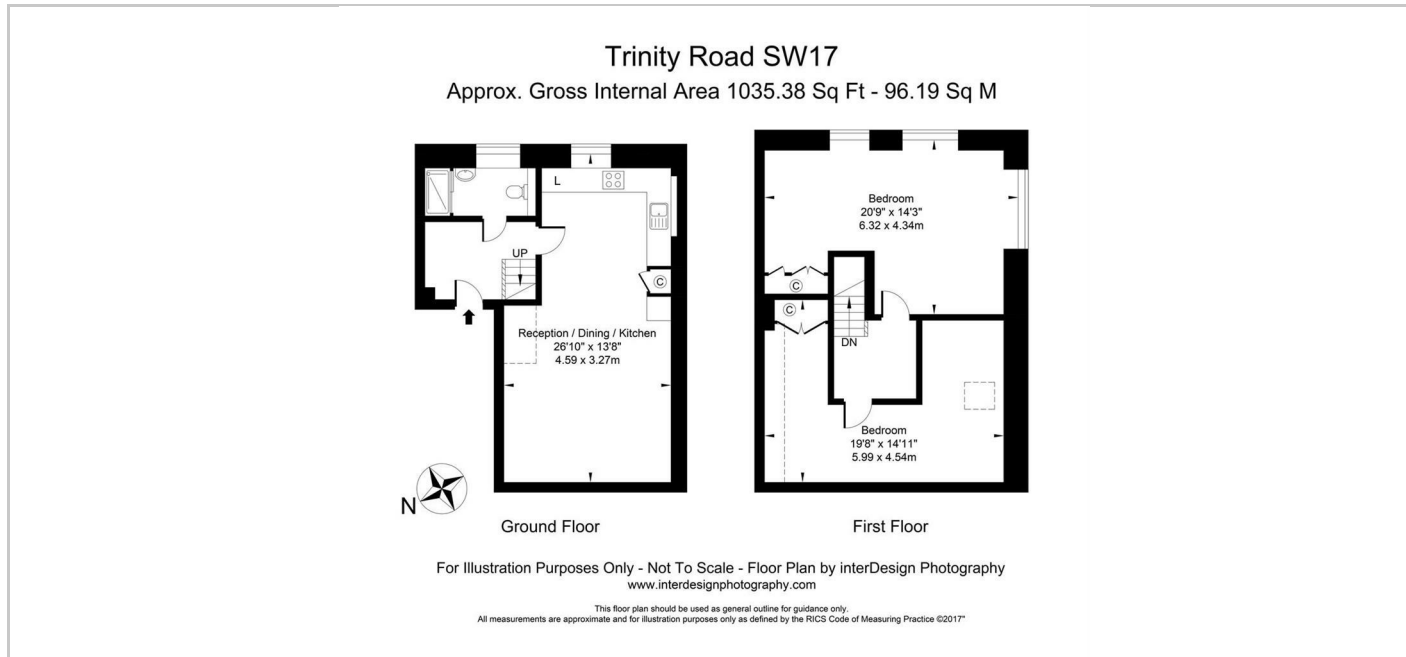 Trinity Road SW17
Approx. Gross Internal Area 1035.38 Sq Ft - 96.19 Sq M
L
UP
C
Reception / Dining / Kitchen
26'10" x 13'8"
4.59 x 3.27m
N
Ground Floor
Bedroom
20'9" x 14'3"
6.32 x 4.34m
C
C
DN
Bedroom
19'8" x 14'11"
5.99 x 4.54m
First Floor
For Illustration Purposes Only - Not To Scale - Floor Plan by interDesign Photography
www.interdesignphotography.com
This floor plan should be used as general outline for guidance only.
All measurements are approximate and for illustration purposes only as defined by the RICS Code of Measuring Practice ©2017"